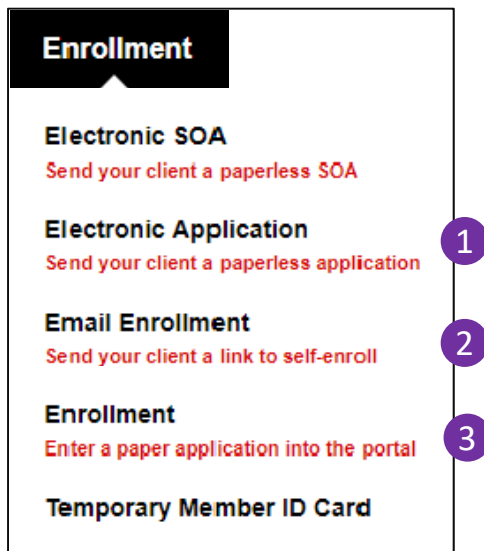 Enrollment
Electronic SOA
Send your client a paperless SOA
Electronic Application
Send your client a paperless application
1
Email Enrollment
Send your client a link to self-enroll
2
Enrollment
Enter a paper application into the portal
3
Temporary Member ID Card